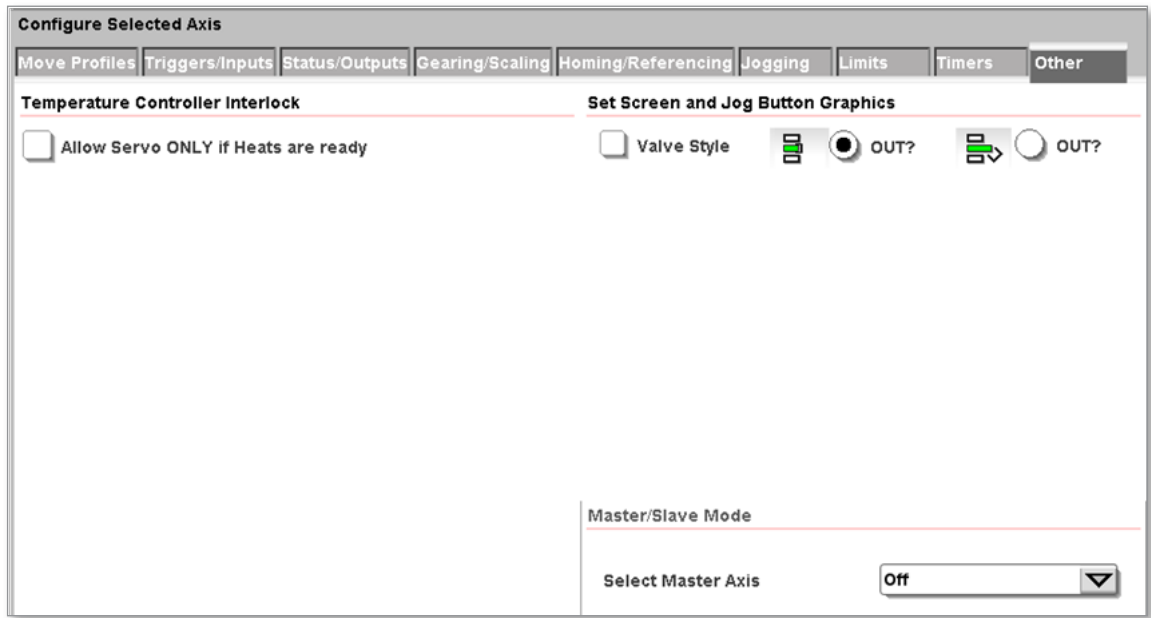 Configure Selected Axis
Move Profiles Triggers/Inputs Status/Outputs Gearing/Scaling Homing/Referencing Jogging Limits Timers Other
Temperature Controller Interlock
Set Screen and Jog Button Graphics
Allow Servo ONLY if Heats are ready
Valve Style OUT? OUT?
Master/Slave Mode
Select Master Axis Off